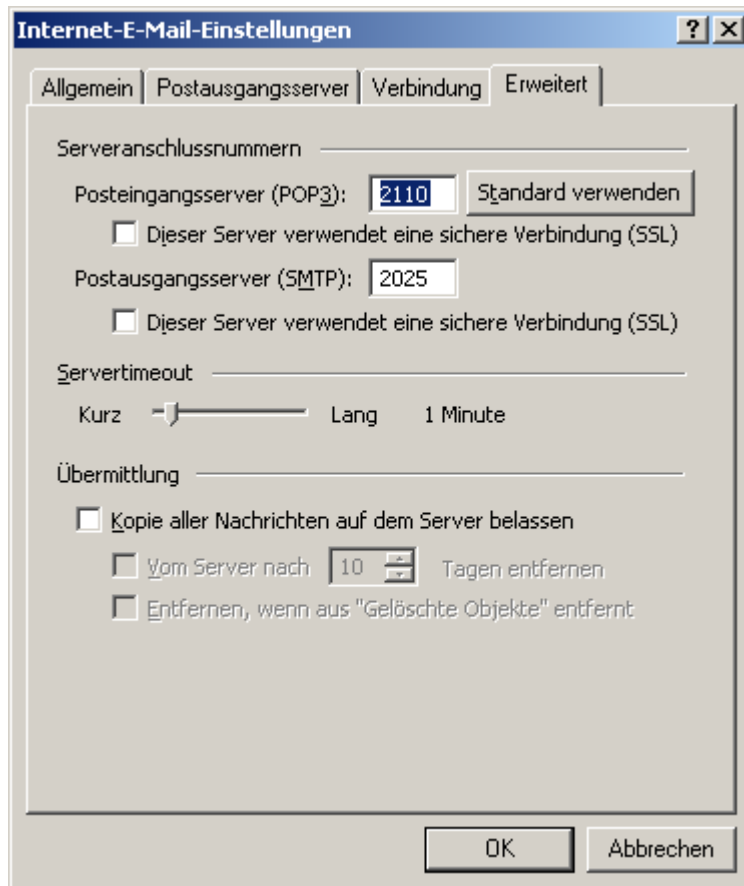 Internet-E-Mail-Einstellungen
Allgemein Postausgangsserver Verbindung Erweitert
Serveranschlussnummern
Posteingangsserver (POP3): 2110 Standard verwenden
Dieser Server verwendet eine sichere Verbindung (SSL)
Postausgangsserver (SMTP): 2025
Dieser Server verwendet eine sichere Verbindung (SSL)
Servertimeout
Kurz Lang 1 Minute
Übermittlung
Kopie aller Nachrichten auf dem Server belassen
Vom Server nach 10 Tagen entfernen
Entfernen, wenn aus "Gelöschte Objekte" entfernt
OK Abbrechen